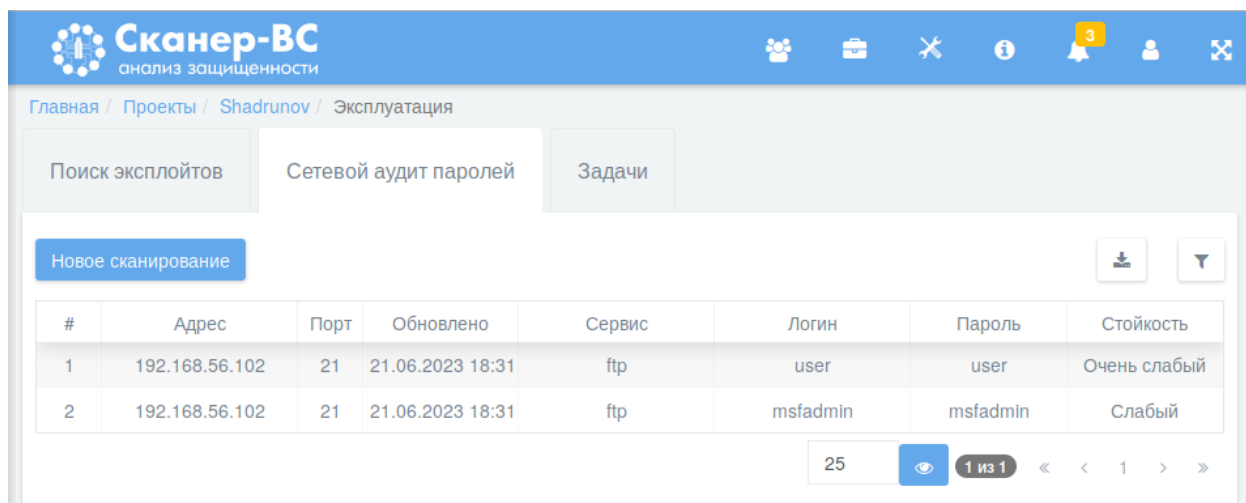 Сканер-ВС
анализ защищенности
3
Главная / Проекты / Shadrunov / Эксплуатация
Поиск эксплойтов Сетевой аудит паролей Задачи
Новое сканирование
# Адрес Порт Обновлено Сервис Логин Пароль Стойкость
1 192.168.56.102 21 21.06.2023 18:31 ftp user user Очень слабый
2 192.168.56.102 21 21.06.2023 18:31 ftp msfadmin msfadmin Слабый
25 1 из 1 « < 1 > »